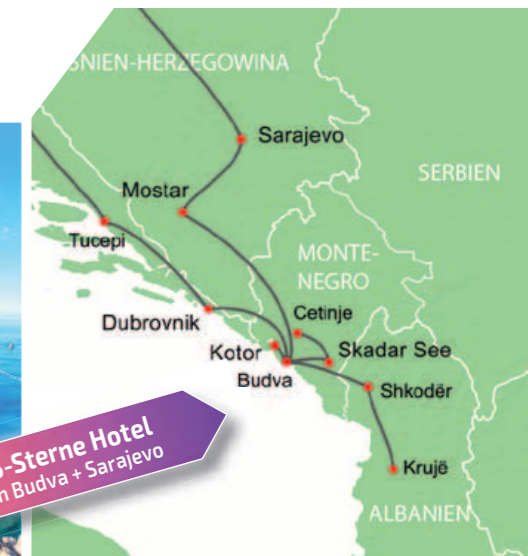 SNIEN-HERZEGOWINA
Sarajevo
SERBIEN
Mostar
Tucepi
MONTE-
NEGRO
Dubrovnik
Cetinje
Kotor
Skadar See
Budva
Shkodër
-Sterne Hotel
Budva + Sarajevo
Krujë
ALBANIEN